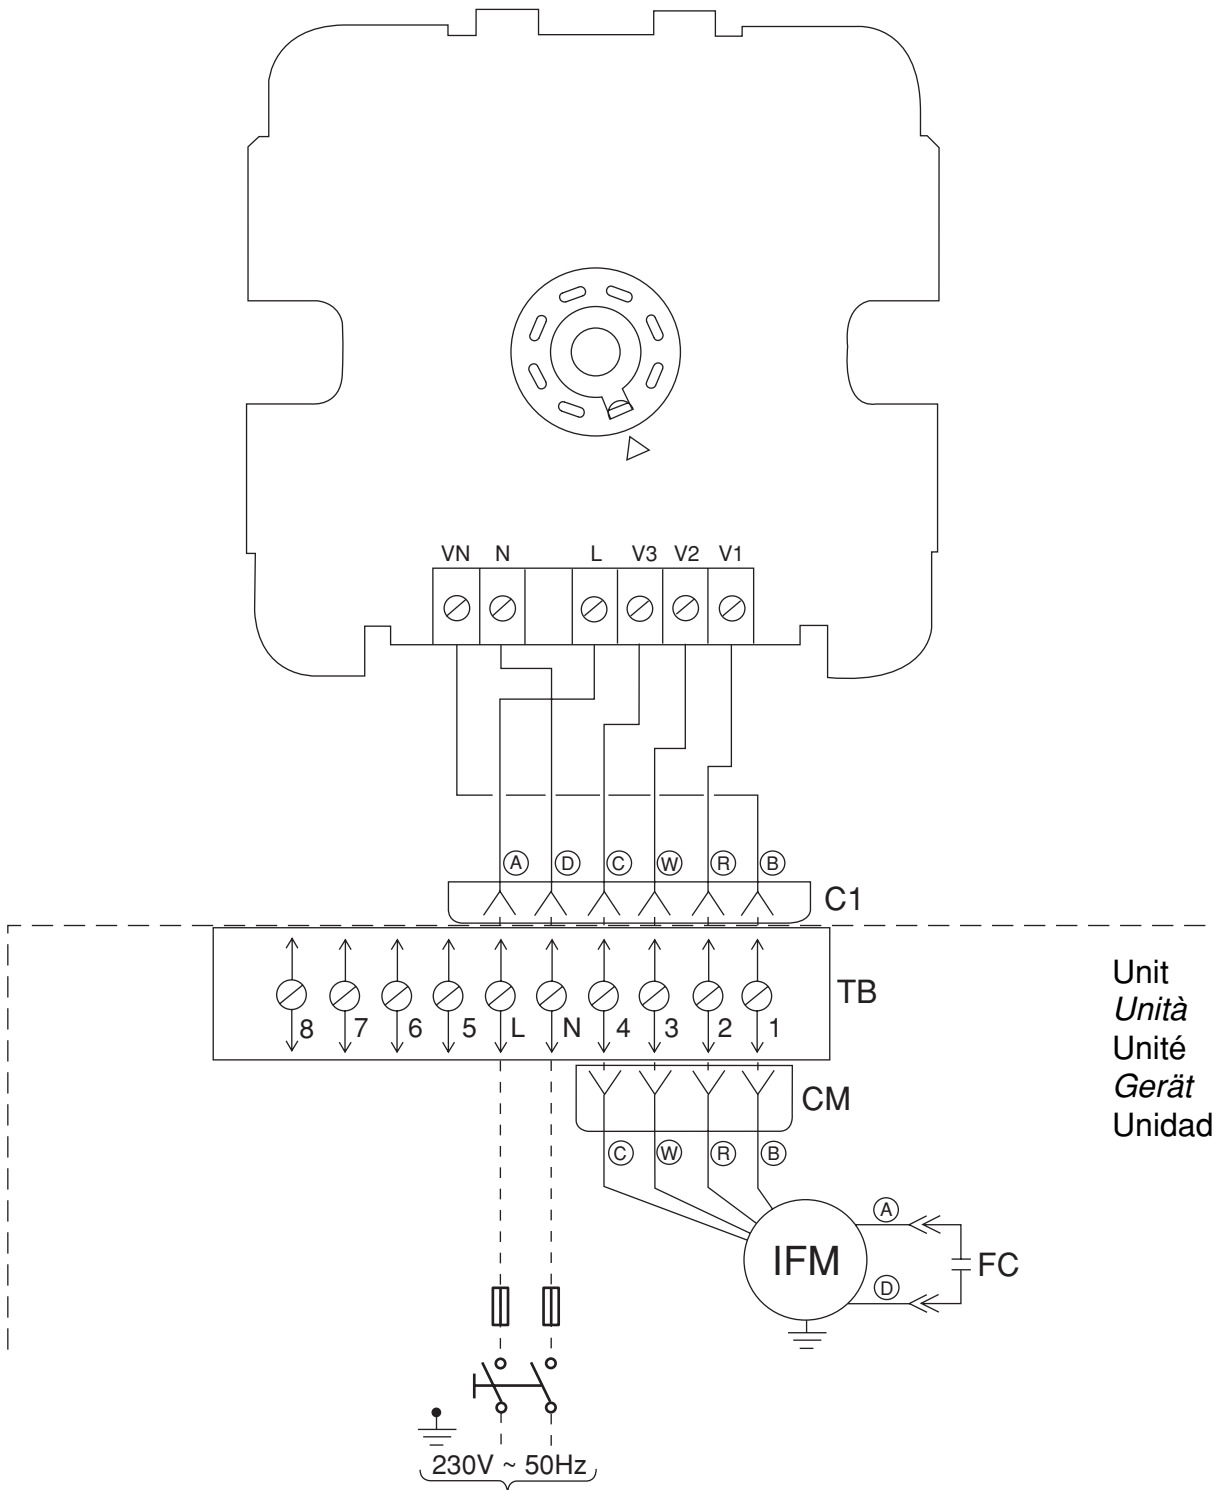 VN N L V3 V2 V1
A D C W R B
C1
TB
8 7 6 5 L N 4 3 2 1
Unit
Unità
Unité
Gerät
Unidad
CM
C W R B
A
IFM
FC
D
230V ~ 50Hz